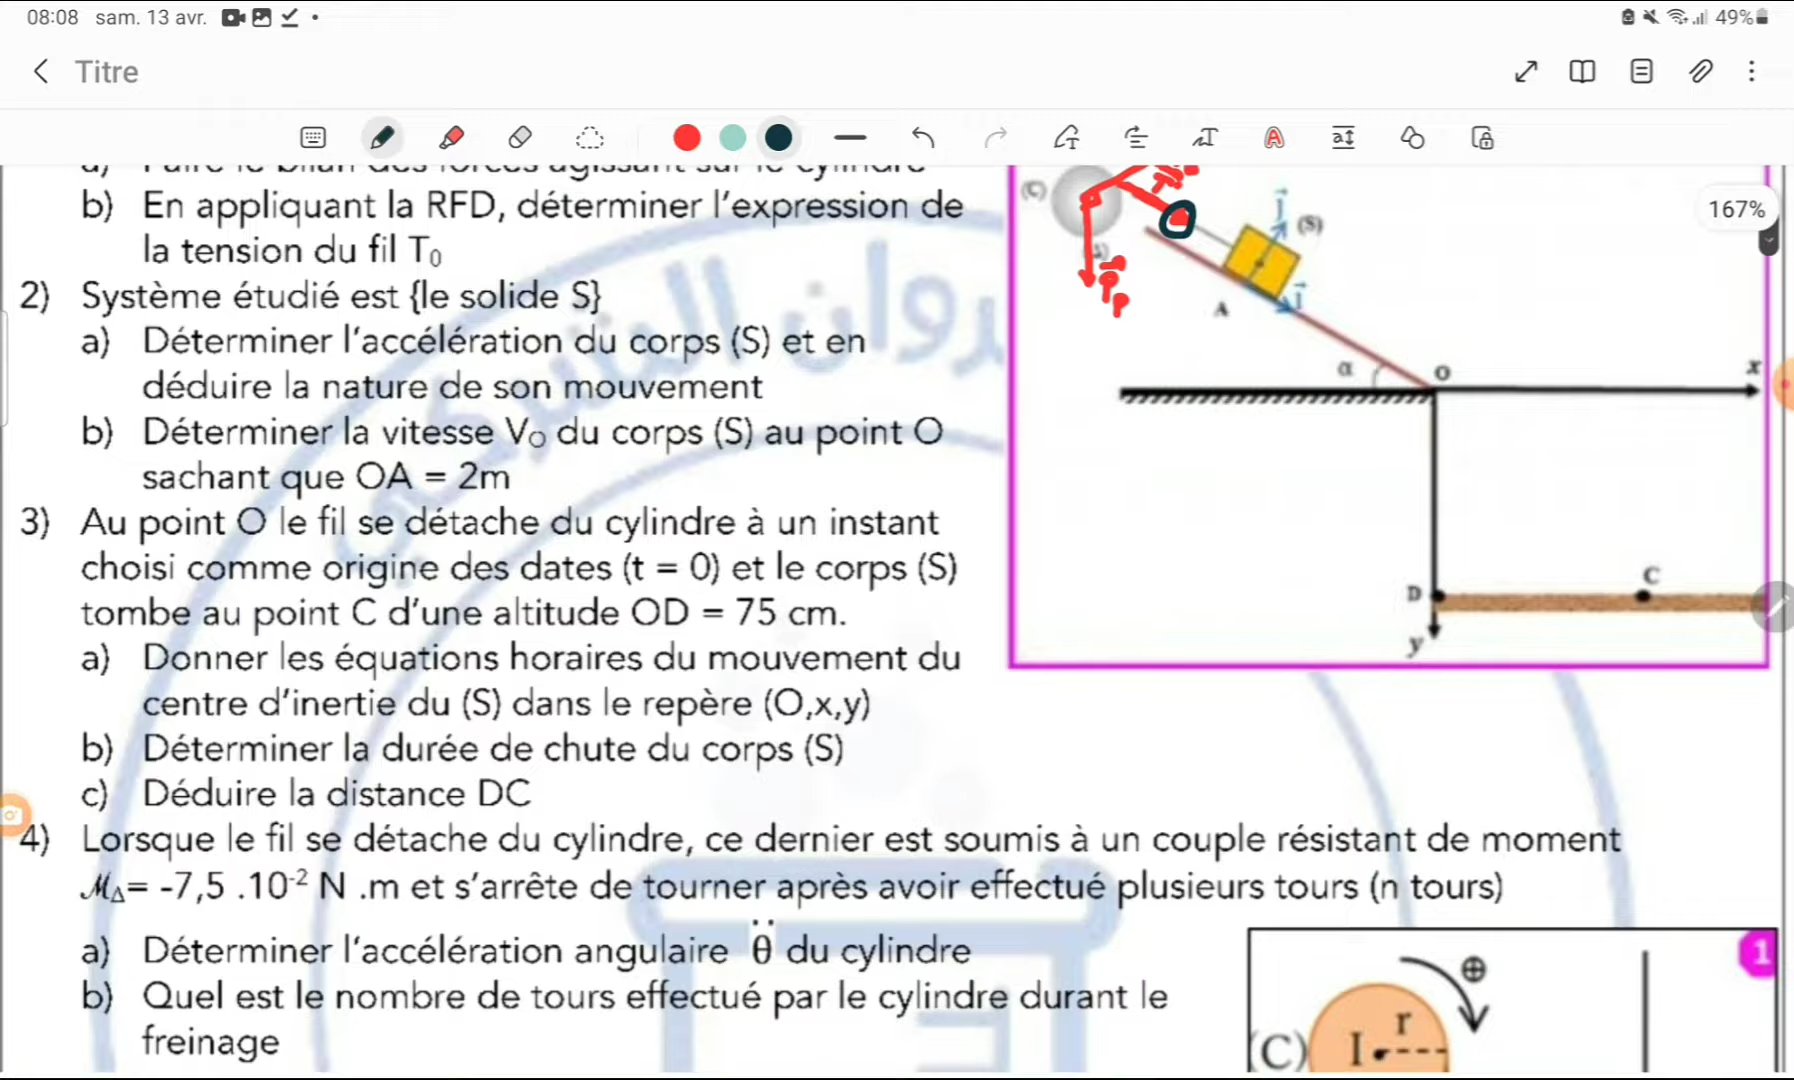 08:08 sam. 13 avr.
49%
Titre
167%
b) En appliquant la RFD, déterminer l'expression de
la tension du fil T₀
2) Système étudié est {le solide S}
a) Déterminer l'accélération du corps (S) et en
déduire la nature de son mouvement
b) Déterminer la vitesse V₀ du corps (S) au point O
sachant que OA = 2m
3) Au point O le fil se détache du cylindre à un instant
choisi comme origine des dates (t = 0) et le corps (S)
tombe au point C d'une altitude OD = 75 cm.
a) Donner les équations horaires du mouvement du
centre d'inertie du (S) dans le repère (O,x,y)
b) Déterminer la durée de chute du corps (S)
c) Déduire la distance DC
4) Lorsque le fil se détache du cylindre, ce dernier est soumis à un couple résistant de moment
ℳ_Δ= -7,5 .10⁻² N .m et s'arrête de tourner après avoir effectué plusieurs tours (n tours)
a) Déterminer l'accélération angulaire θ̈ du cylindre
b) Quel est le nombre de tours effectué par le cylindre durant le
freinage
(C)
j
(S)
i
A
α
O
x
D
C
y
P
1
⊕
(C) I r